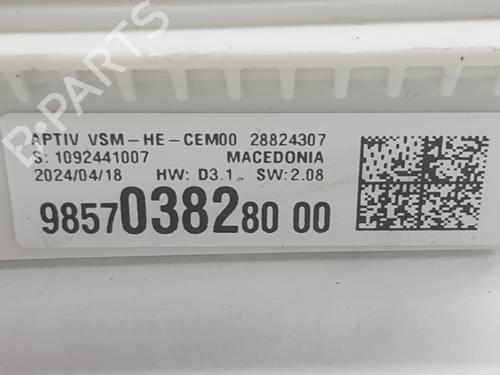 B-PARTS
APTIV VSM-HE-CEM00 28824307
S: 1092441007 MACEDONIA
2024/04/18 HW: D3.1 SW:2.08
9857038280 00